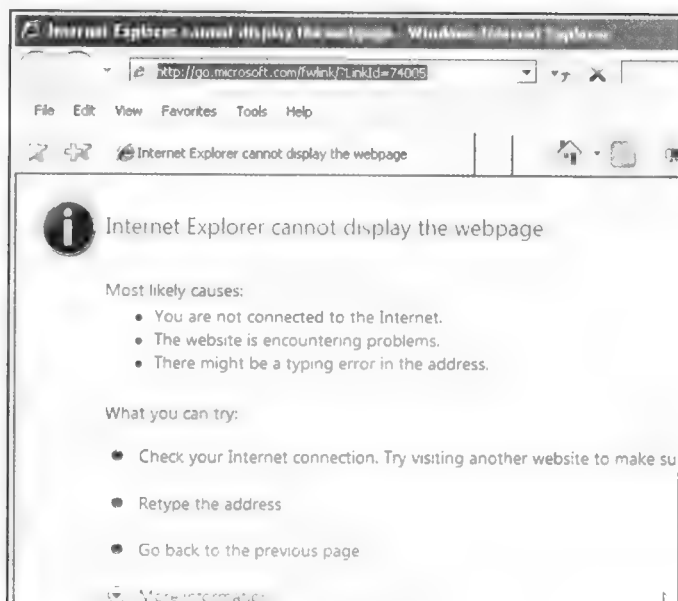 Internet Explorer cannot display the webpage - Windows Internet Explorer
http://go.microsoft.com/fwlink/?LinkId=74005
File Edit View Favorites Tools Help
Internet Explorer cannot display the webpage
Internet Explorer cannot display the webpage
Most likely causes:
• You are not connected to the Internet.
• The website is encountering problems.
• There might be a typing error in the address.
What you can try:
• Check your Internet connection. Try visiting another website to make su
• Retype the address
• Go back to the previous page
More information